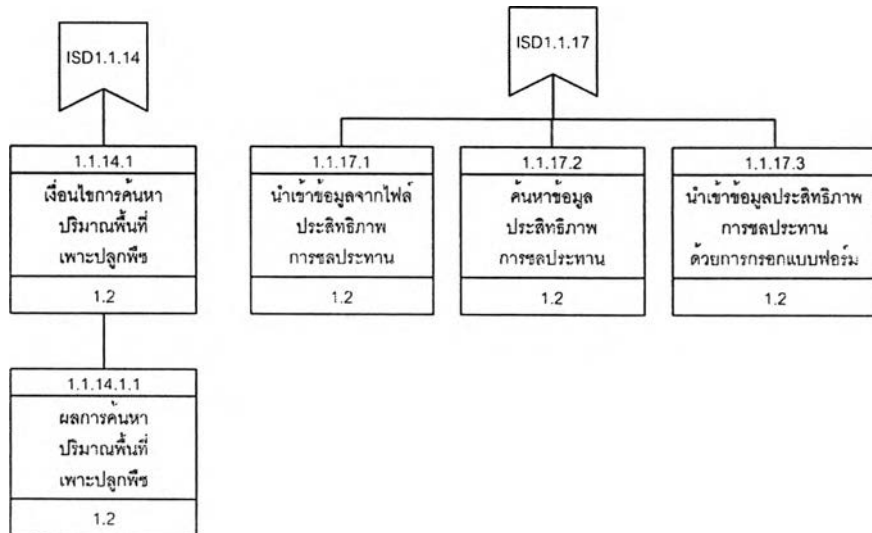 ISD1.1.14
1.1.14.1
เงื่อนไขการค้นหา
ปริมาณพื้นที่
เพาะปลูกพืช
1.2
1.1.14.1.1
ผลการค้นหา
ปริมาณพื้นที่
เพาะปลูกพืช
1.2
ISD1.1.17
1.1.17.1
นำเข้าข้อมูลจากไฟล์
ประสิทธิภาพ
การชลประทาน
1.2
1.1.17.2
ค้นหาข้อมูล
ประสิทธิภาพ
การชลประทาน
1.2
1.1.17.3
นำเข้าข้อมูลประสิทธิภาพ
การชลประทาน
ด้วยการกรอกแบบฟอร์ม
1.2